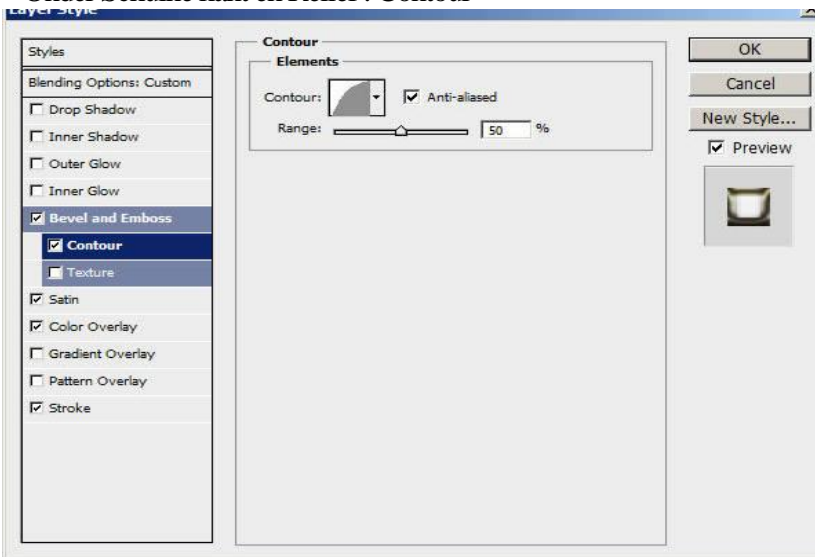 Layer Style
Styles
Blending Options: Custom
Drop Shadow
Inner Shadow
Outer Glow
Inner Glow
Bevel and Emboss
Contour
Texture
Satin
Color Overlay
Gradient Overlay
Pattern Overlay
Stroke
Contour
Elements
Contour:
Anti-aliased
Range: 50 %
OK
Cancel
New Style...
Preview